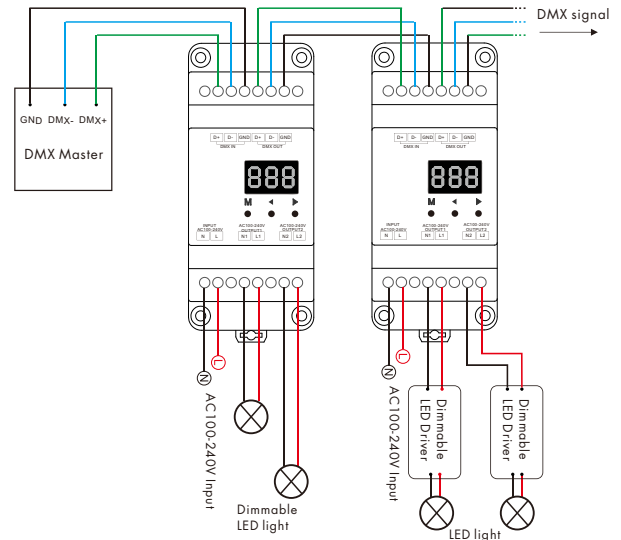 DMX signal
GND DMX- DMX+
DMX Master
D+ D- GND D+ D- GND
DMX IN DMX OUT
888
M
INPUT
AC100-240V
N L
AC100-240V
OUTPUT1
N1 L1
AC100-240V
OUTPUT2
N2 L2
D+ D- GND D+ D- GND
DMX IN DMX OUT
888
M
INPUT
AC100-240V
N L
AC100-240V
OUTPUT1
N1 L1
AC100-240V
OUTPUT2
N2 L2
L
N
AC100-240V Input
Dimmable
LED light
L
N
AC100-240V Input
Dimmable
LED Driver
Dimmable
LED Driver
LED light